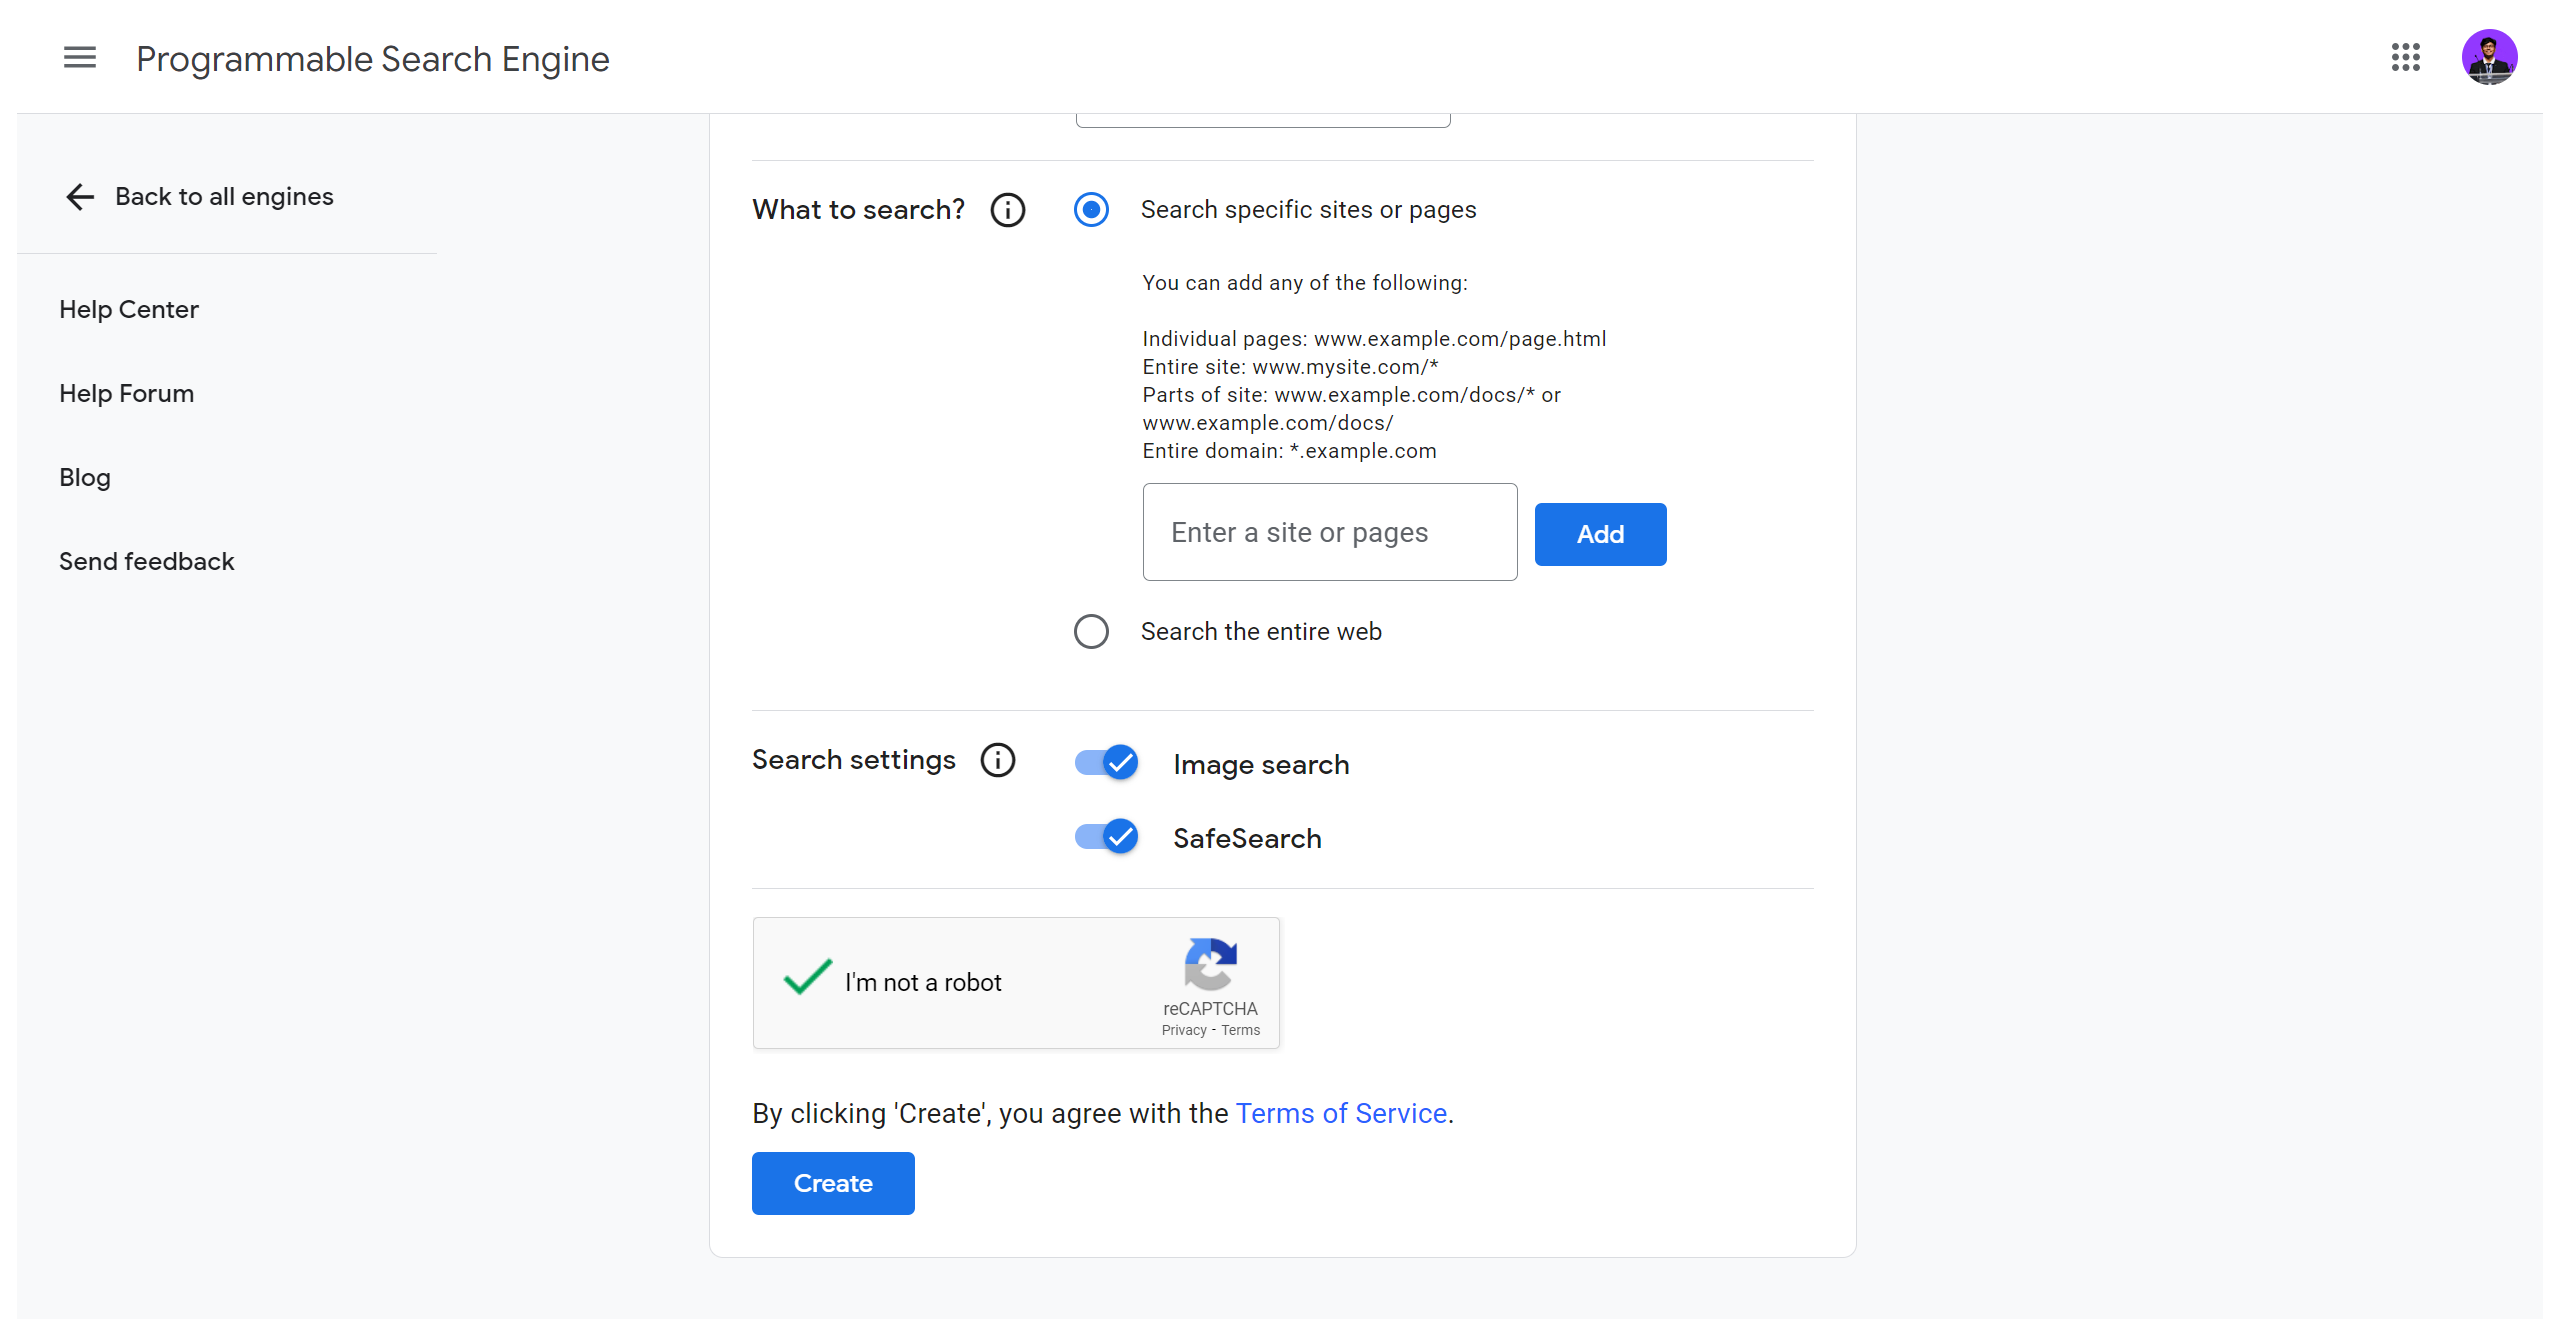 Programmable Search Engine
Back to all engines
Help Center
Help Forum
Blog
Send feedback
What to search?
Search specific sites or pages
You can add any of the following:
Individual pages: www.example.com/page.html
Entire site: www.mysite.com/*
Parts of site: www.example.com/docs/* or
www.example.com/docs/
Entire domain: *.example.com
Enter a site or pages
Add
Search the entire web
Search settings
Image search
SafeSearch
I'm not a robot
reCAPTCHA
Privacy - Terms
By clicking 'Create', you agree with the Terms of Service.
Create